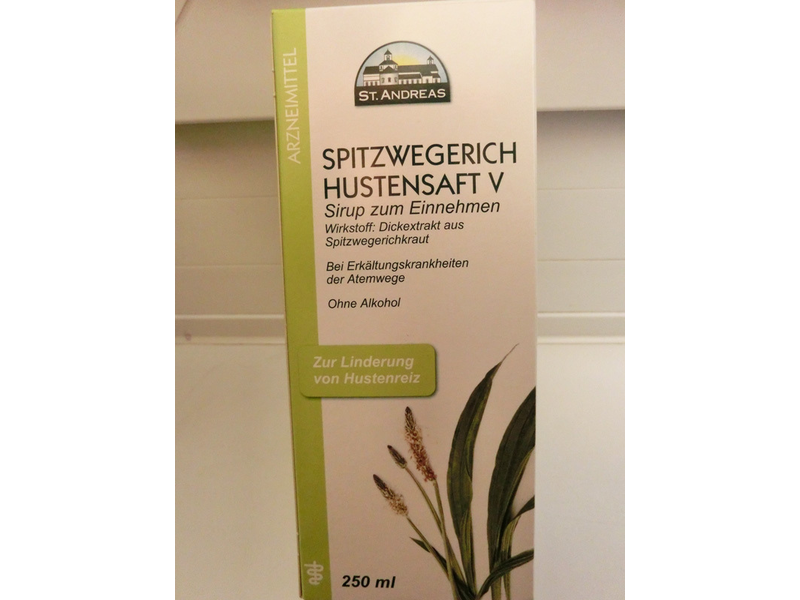 ARZNEIMITTEL
ST. ANDREAS
SPITZWEGERICH
HUSTENSAFT V
Sirup zum Einnehmen
Wirkstoff: Dickextrakt aus
Spitzwegerichkraut
Bei Erkältungskrankheiten
der Atemwege
Ohne Alkohol
Zur Linderung
von Hustenreiz
250 ml